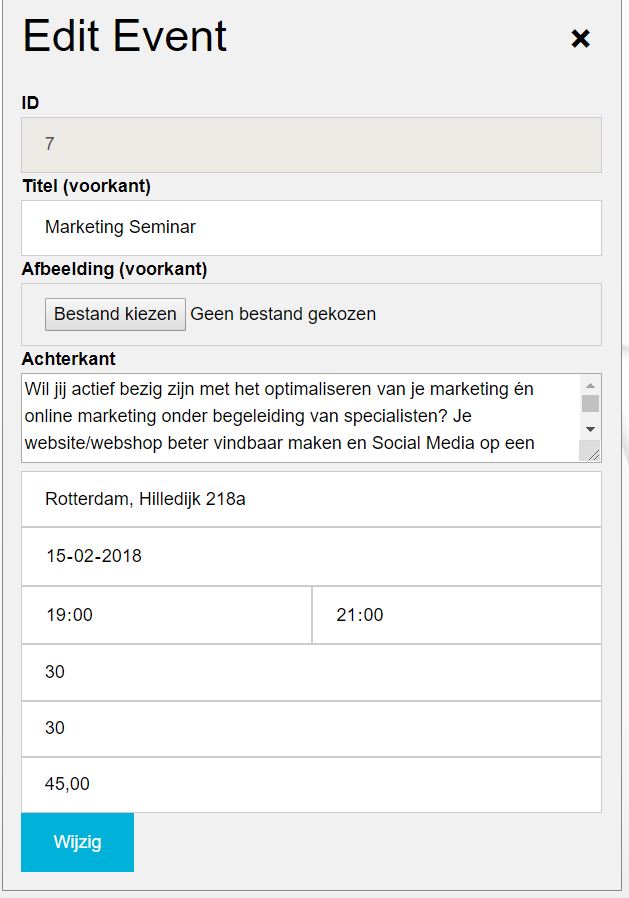 Edit Event
×
ID
7
Titel (voorkant)
Marketing Seminar
Afbeelding (voorkant)
Bestand kiezen Geen bestand gekozen
Achterkant
Wil jij actief bezig zijn met het optimaliseren van je marketing én
online marketing onder begeleiding van specialisten? Je
website/webshop beter vindbaar maken en Social Media op een
Rotterdam, Hilledijk 218a
15-02-2018
19:00 21:00
30
30
45,00
Wijzig